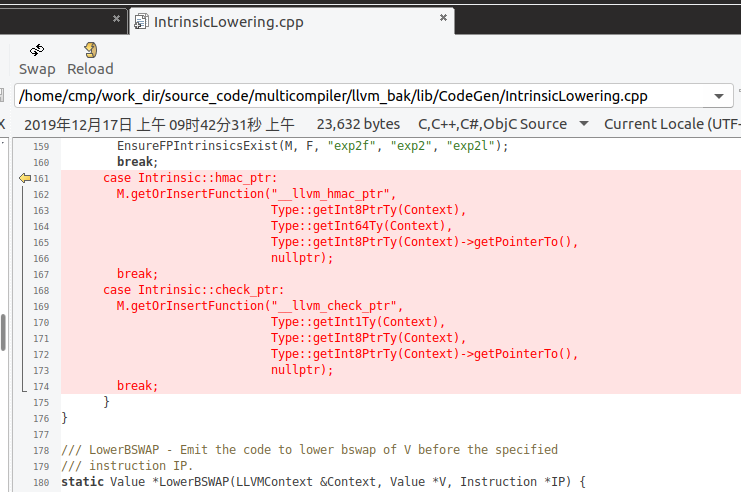 IntrinsicLowering.cpp
Swap Reload
/home/cmp/work_dir/source_code/multicompiler/llvm_bak/lib/CodeGen/IntrinsicLowering.cpp
2019年12月17日 上午 09时42分31秒 上午 23,632 bytes C,C++,C#,ObjC Source Current Locale (UTF-
159 EnsureFPIntrinsicsExist(M, F, "exp2f", "exp2", "exp2l");
160 break;
161 case Intrinsic::hmac_ptr:
162 M.getOrInsertFunction("__llvm_hmac_ptr",
163 Type::getInt8PtrTy(Context),
164 Type::getInt64Ty(Context),
165 Type::getInt8PtrTy(Context)->getPointerTo(),
166 nullptr);
167 break;
168 case Intrinsic::check_ptr:
169 M.getOrInsertFunction("__llvm_check_ptr",
170 Type::getInt1Ty(Context),
171 Type::getInt8PtrTy(Context),
172 Type::getInt8PtrTy(Context)->getPointerTo(),
173 nullptr);
174 break;
175 }
176 }
177
178 /// LowerBSWAP - Emit the code to lower bswap of V before the specified
179 /// instruction IP.
180 static Value *LowerBSWAP(LLVMContext &Context, Value *V, Instruction *IP) {